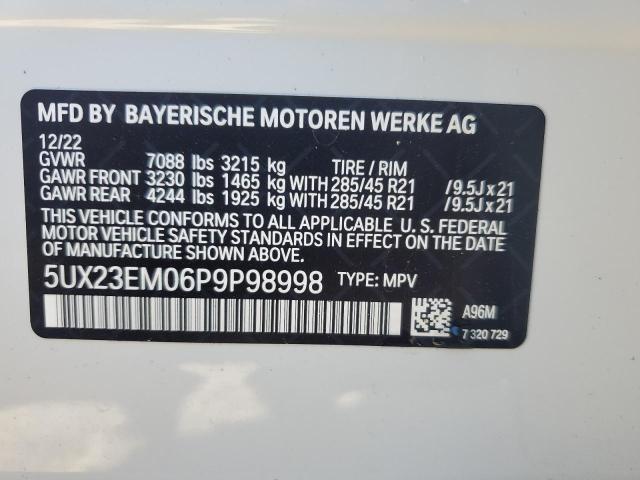 MFD BY BAYERISCHE MOTOREN WERKE AG
12/22
GVWR 7088 lbs 3215 kg TIRE / RIM
GAWR FRONT 3230 lbs 1465 kg WITH 285/45 R21 /9.5J x 21
GAWR REAR 4244 lbs 1925 kg WITH 285/45 R21 /9.5J x 21
THIS VEHICLE CONFORMS TO ALL APPLICABLE U. S. FEDERAL
MOTOR VEHICLE SAFETY STANDARDS IN EFFECT ON THE DATE
OF MANUFACTURE SHOWN ABOVE.
5UX23EM06P9P98998 TYPE: MPV
A96M
7 320 729